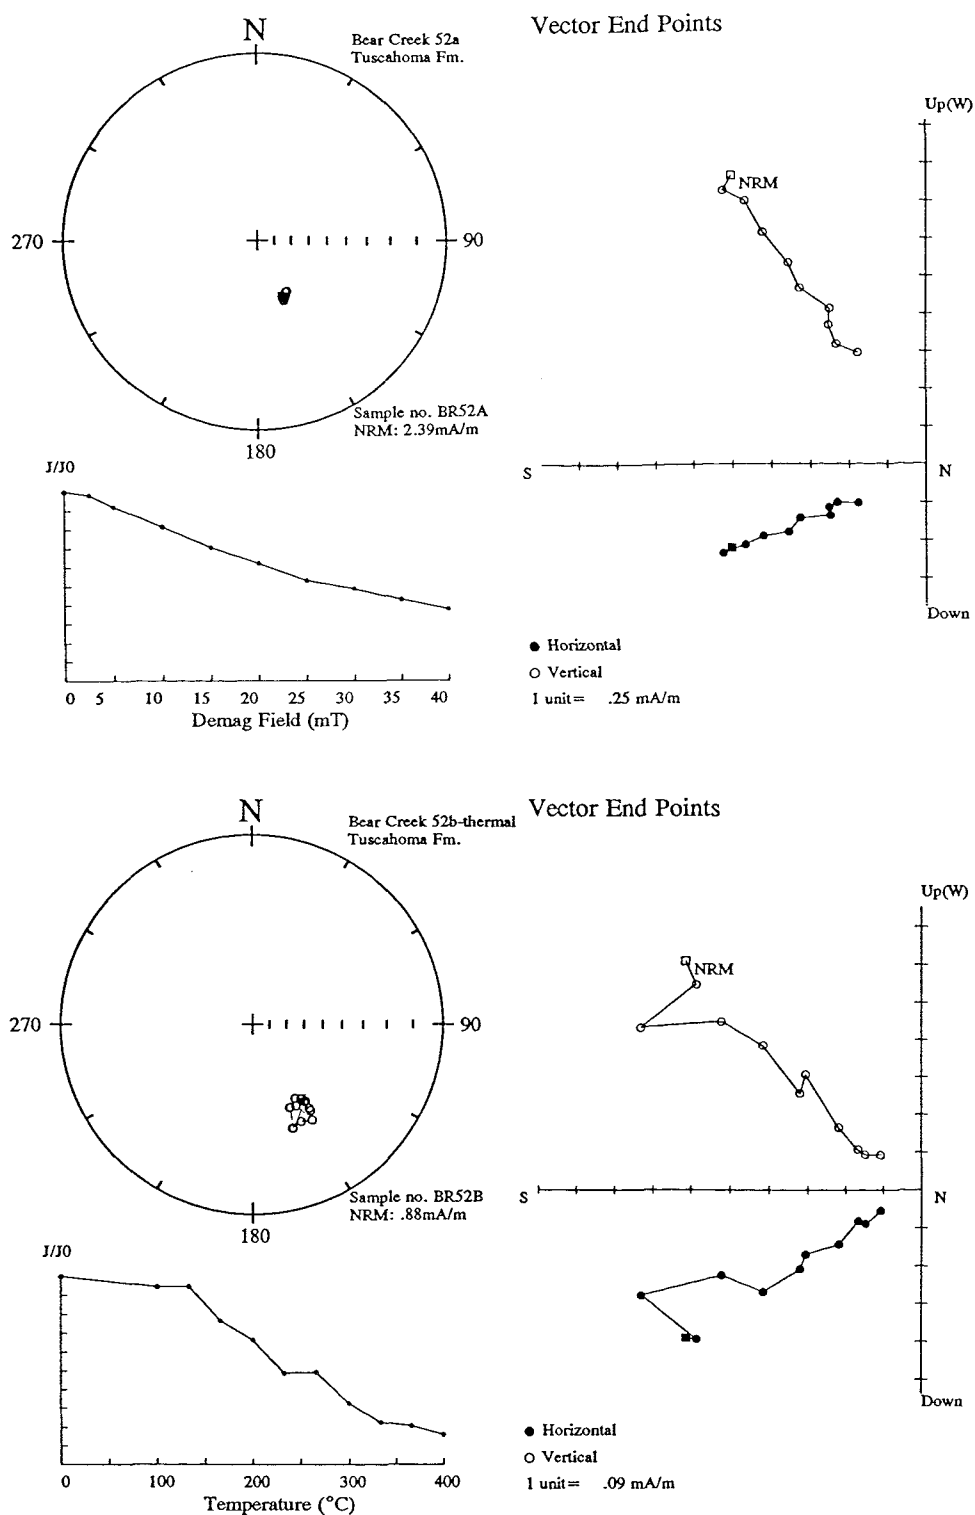 Vector End Points
N
Bear Creek 52a
Tuscahoma Fm.
Up(W)
NRM
270
90
Sample no. BR52A
NRM: 2.39mA/m
180
J/J0
S
N
Down
● Horizontal
○ Vertical
1 unit= .25 mA/m
0 5 10 15 20 25 30 35 40
Demag Field (mT)
Vector End Points
N
Bear Creek 52b-thermal
Tuscahoma Fm.
Up(W)
NRM
270
90
Sample no. BR52B
NRM: .88mA/m
180
S
N
J/J0
Down
● Horizontal
○ Vertical
1 unit= .09 mA/m
0 100 200 300 400
Temperature (°C)